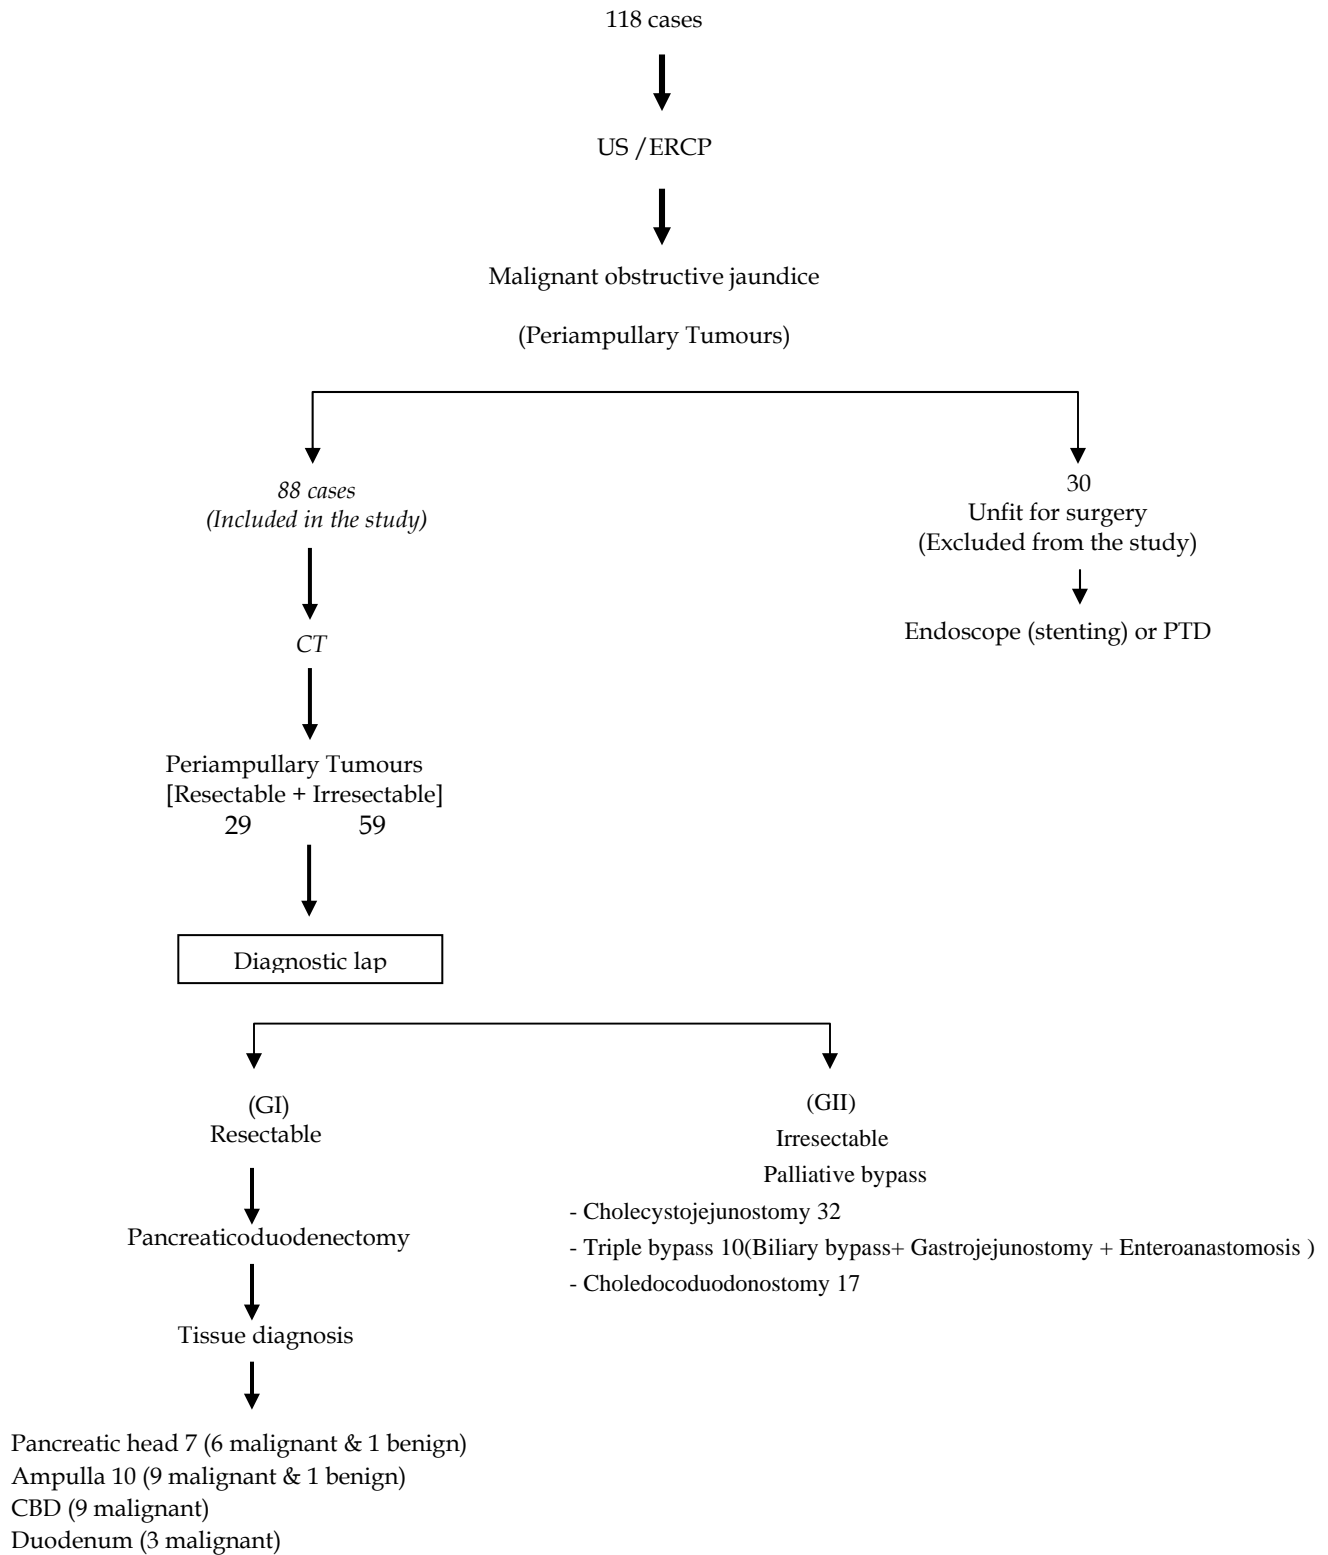 118 cases
US /ERCP
Malignant obstructive jaundice
(Periampullary Tumours)
88 cases
(Included in the study)
30
Unfit for surgery
(Excluded from the study)
CT
Endoscope (stenting) or PTD
Periampullary Tumours
[Resectable + Irresectable]
29 59
Diagnostic lap
(GI)
Resectable
Pancreaticoduodenectomy
Tissue diagnosis
Pancreatic head 7 (6 malignant & 1 benign)
Ampulla 10 (9 malignant & 1 benign)
CBD (9 malignant)
Duodenum (3 malignant)
(GII)
Irresectable
Palliative bypass
- Cholecystojejunostomy 32
- Triple bypass 10(Biliary bypass+ Gastrojejunostomy + Enteroanastomosis )
- Choledocoduodonostomy 17